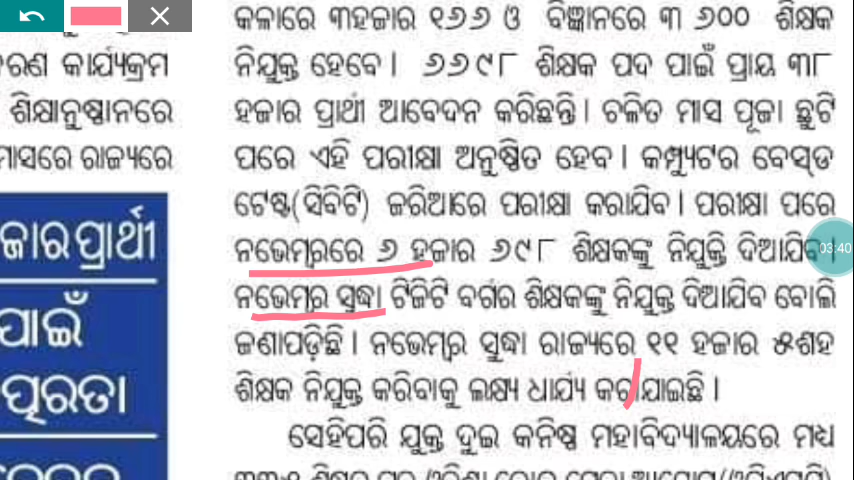 କଳାରେ ୩ହଜାର ୧୬୬ ଓ ବିଜ୍ଞାନରେ ୩ ୬୦୦ ଶିକ୍ଷକ
ନିଯୁକ୍ତ ହେବେ। ୬୬୯୮ ଶିକ୍ଷକ ପଦ ପାଇଁ ପ୍ରାୟ ୩୮
ହଜାର ପ୍ରାର୍ଥୀ ଆବେଦନ କରିଛନ୍ତି। ଚଳିତ ମାସ ପୂଜା ଛୁଟି
ପରେ ଏହି ପରୀକ୍ଷା ଅନୁଷ୍ଠିତ ହେବ। କମ୍ପ୍ୟୁଟର ବେସ୍‌ଡ
ଟେଷ୍ଟ(ସିବିଟି) ଜରିଆରେ ପରୀକ୍ଷା କରାଯିବ। ପରୀକ୍ଷା ପରେ
ନଭେମ୍ବରରେ ୬ ହଜାର ୬୯୮ ଶିକ୍ଷକଙ୍କୁ ନିଯୁକ୍ତି ଦିଆଯିବ।
ନଭେମ୍ବର ସୁଦ୍ଧା ଟିଜିଟି ବର୍ଗର ଶିକ୍ଷକଙ୍କୁ ନିଯୁକ୍ତ ଦିଆଯିବ ବୋଲି
ଜଣାପଡ଼ିଛି। ନଭେମ୍ବର ସୁଦ୍ଧା ରାଜ୍ୟରେ ୧୧ ହଜାର ୫ଶହ
ଶିକ୍ଷକ ନିଯୁକ୍ତ କରିବାକୁ ଲକ୍ଷ୍ୟ ଧାର୍ଯ୍ୟ କରାଯାଇଛି।
ସେହିପରି ଯୁକ୍ତ ଦୁଇ କନିଷ୍ଠ ମହାବିଦ୍ୟାଳୟରେ ମଧ୍ୟ
କାର୍ଯ୍ୟକ୍ରମ
ଶିକ୍ଷାନୁଷ୍ଠାନରେ
ରାଜ୍ୟରେ
ପ୍ରାର୍ଥୀ
ପାଇଁ
03:40